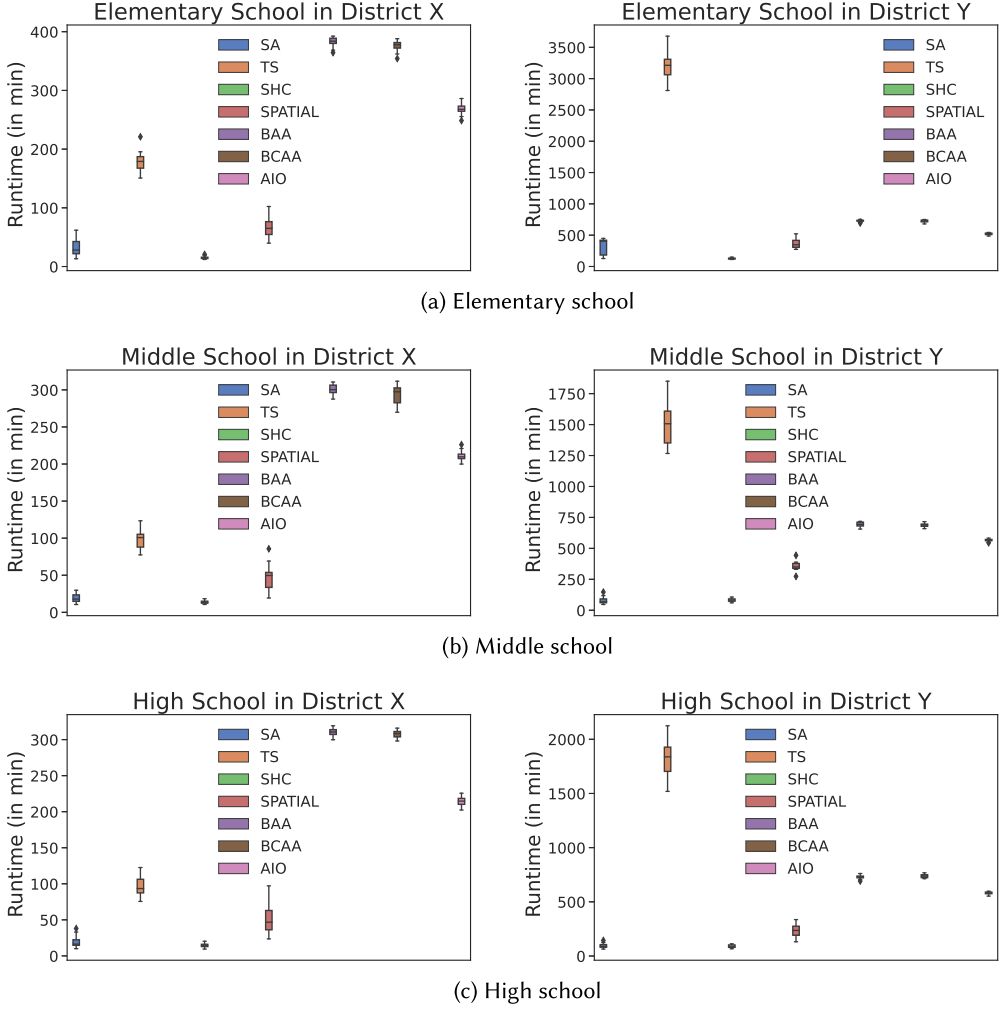 Elementary School in District X
Runtime (in min)
400
300
200
100
0
SA
TS
SHC
SPATIAL
BAA
BCAA
AIO
Elementary School in District Y
Runtime (in min)
3500
3000
2500
2000
1500
1000
500
0
SA
TS
SHC
SPATIAL
BAA
BCAA
AIO
(a) Elementary school
Middle School in District X
Runtime (in min)
300
250
200
150
100
50
0
SA
TS
SHC
SPATIAL
BAA
BCAA
AIO
Middle School in District Y
Runtime (in min)
1750
1500
1250
1000
750
500
250
0
SA
TS
SHC
SPATIAL
BAA
BCAA
AIO
(b) Middle school
High School in District X
Runtime (in min)
300
250
200
150
100
50
0
SA
TS
SHC
SPATIAL
BAA
BCAA
AIO
High School in District Y
Runtime (in min)
2000
1500
1000
500
0
SA
TS
SHC
SPATIAL
BAA
BCAA
AIO
(c) High school